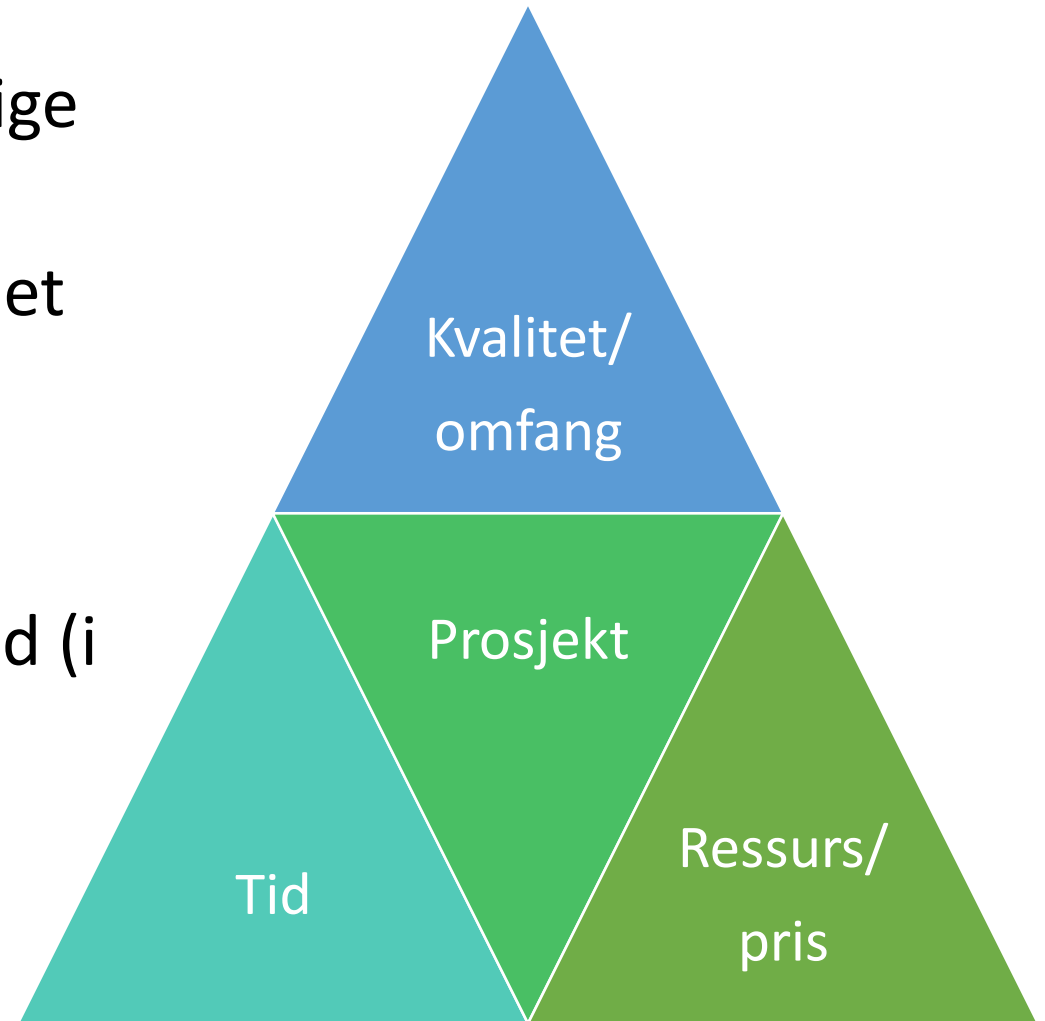 ige
et
Kvalitet/
omfang
d (i
Prosjekt
Tid
Ressurs/
pris